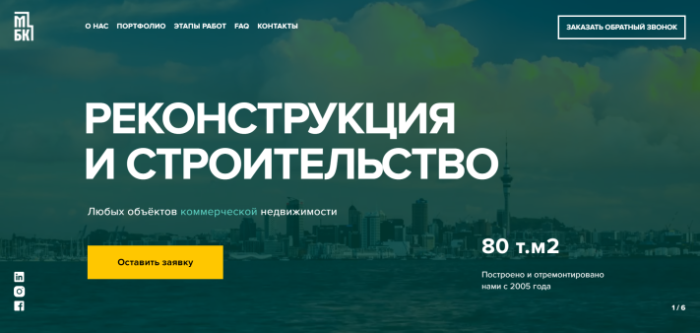 МБК
О НАС ПОРТФОЛИО ЭТАПЫ РАБОТ FAQ КОНТАКТЫ
ЗАКАЗАТЬ ОБРАТНЫЙ ЗВОНОК
РЕКОНСТРУКЦИЯ
И СТРОИТЕЛЬСТВО
Любых объёктов коммерческой недвижимости
Оставить заявку
80 т.м2
Построено и отремонтировано
нами с 2005 года
1 / 6